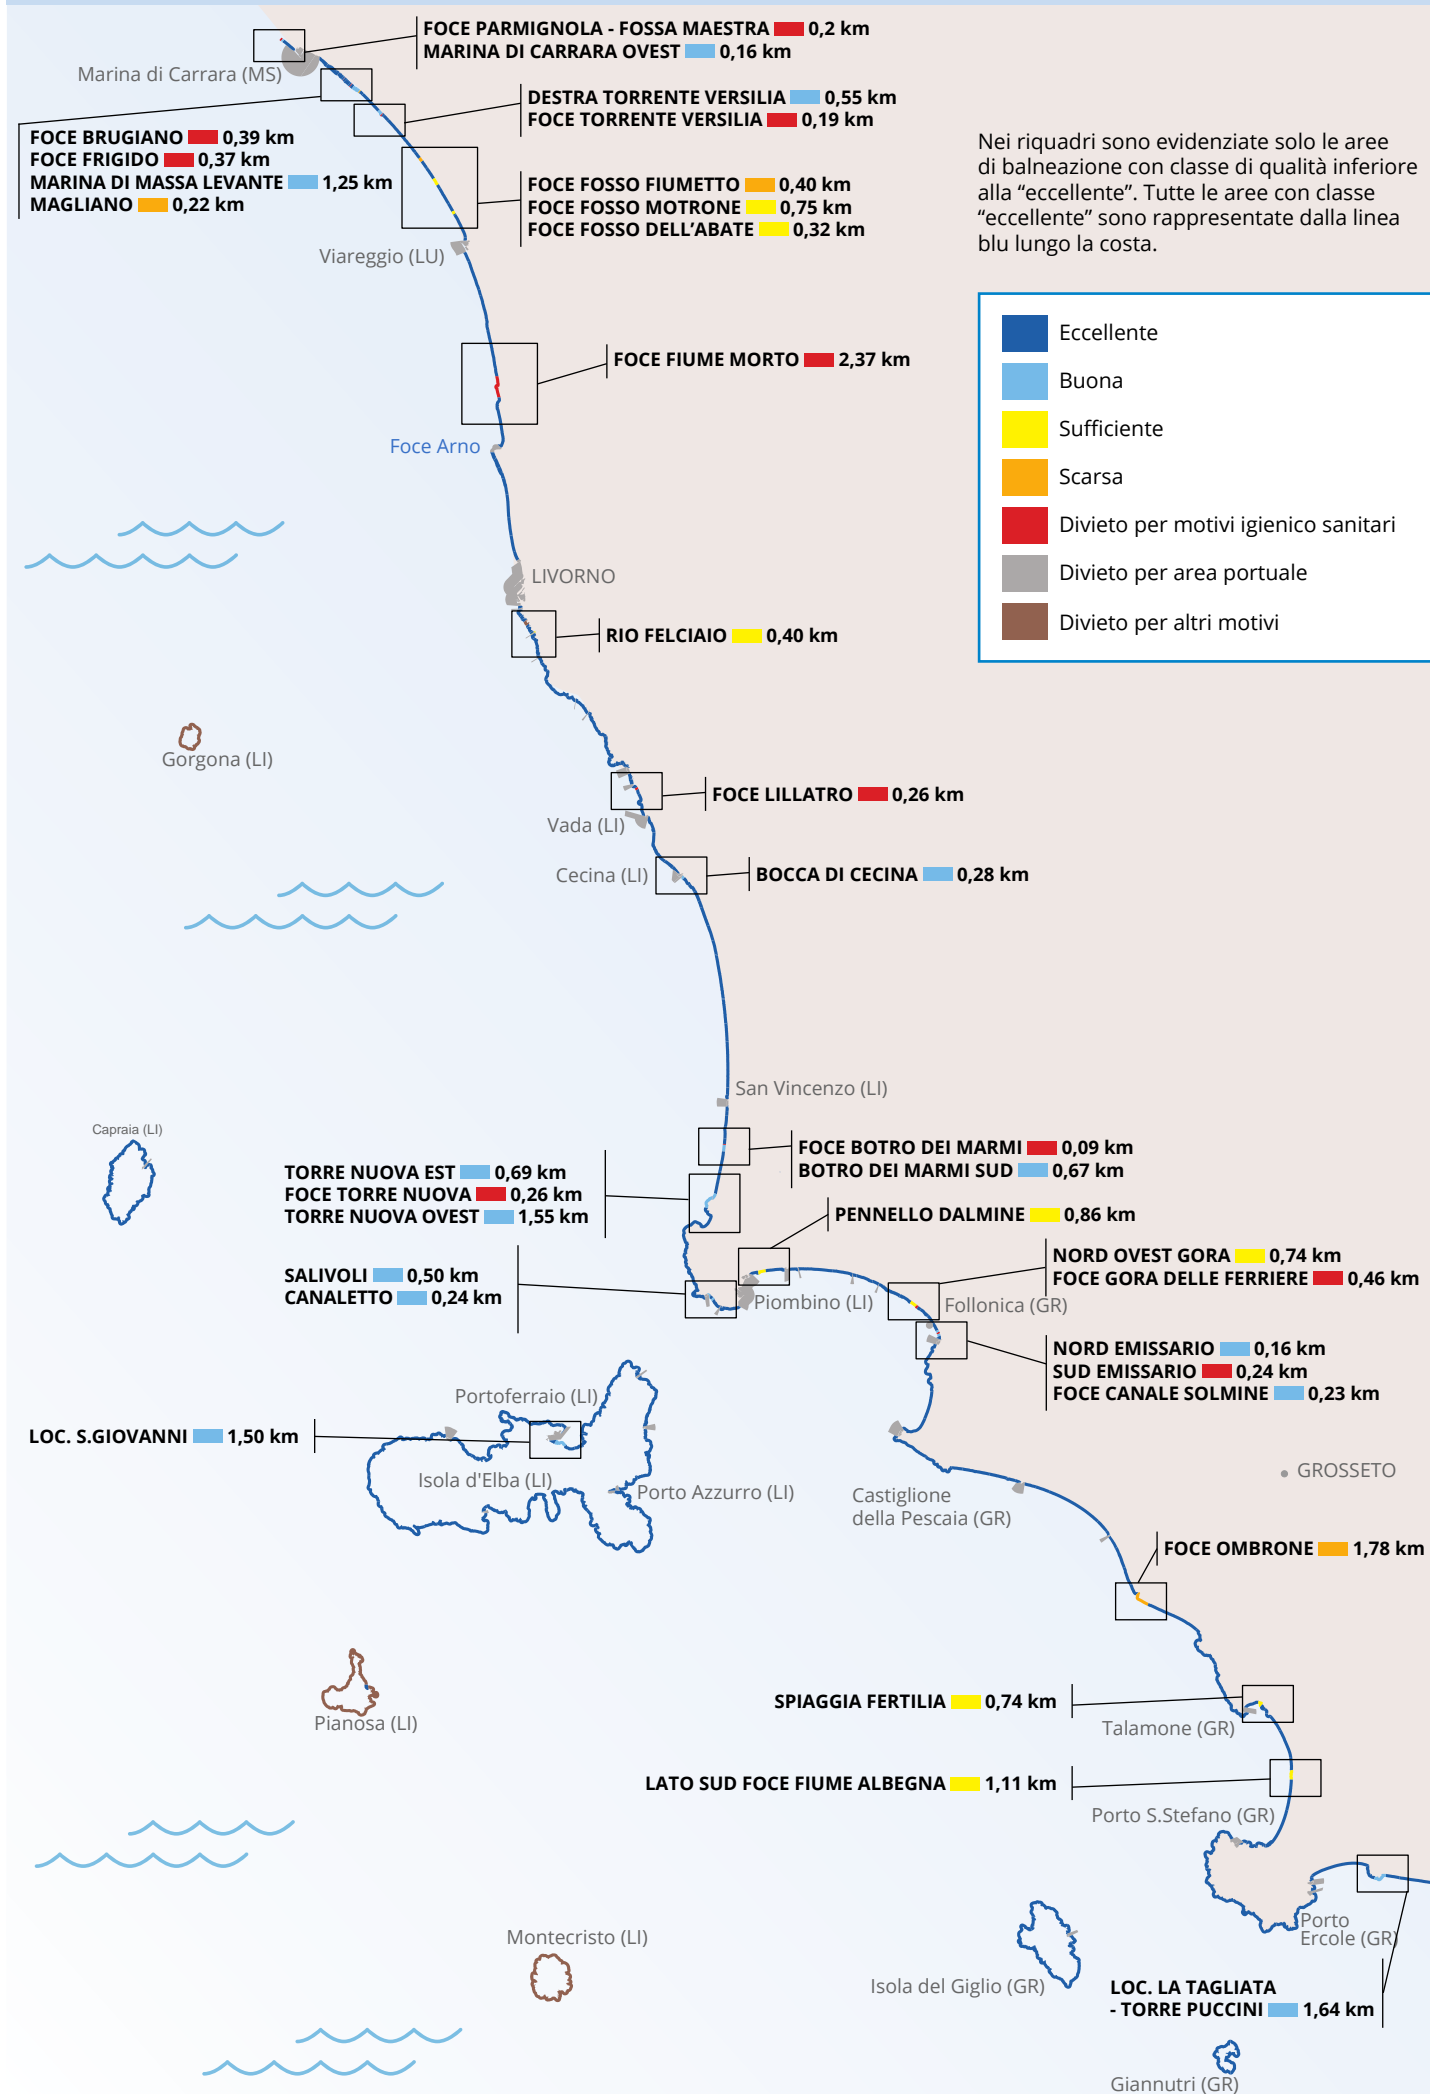 FOCE PARMIGNOLA - FOSSA MAESTRA 0,2 km
MARINA DI CARRARA OVEST 0,16 km
Marina di Carrara (MS)
DESTRA TORRENTE VERSILIA 0,55 km
FOCE TORRENTE VERSILIA 0,19 km
FOCE BRUGIANO 0,39 km
FOCE FRIGIDO 0,37 km
MARINA DI MASSA LEVANTE 1,25 km
MAGLIANO 0,22 km
FOCE FOSSO FIUMETTO 0,40 km
FOCE FOSSO MOTRONE 0,75 km
FOCE FOSSO DELL’ABATE 0,32 km
Viareggio (LU)
Nei riquadri sono evidenziate solo le aree
di balneazione con classe di qualità inferiore
alla “eccellente”. Tutte le aree con classe
“eccellente” sono rappresentate dalla linea
blu lungo la costa.
Eccellente
Buona
Sufficiente
Scarsa
Divieto per motivi igienico sanitari
Divieto per area portuale
Divieto per altri motivi
FOCE FIUME MORTO 2,37 km
Foce Arno
LIVORNO
RIO FELCIAIO 0,40 km
Gorgona (LI)
FOCE LILLATRO 0,26 km
Vada (LI)
Cecina (LI)
BOCCA DI CECINA 0,28 km
San Vincenzo (LI)
Capraia (LI)
FOCE BOTRO DEI MARMI 0,09 km
BOTRO DEI MARMI SUD 0,67 km
TORRE NUOVA EST 0,69 km
FOCE TORRE NUOVA 0,26 km
TORRE NUOVA OVEST 1,55 km
PENNELLO DALMINE 0,86 km
SALIVOLI 0,50 km
CANALETTO 0,24 km
NORD OVEST GORA 0,74 km
FOCE GORA DELLE FERRIERE 0,46 km
Piombino (LI)
Follonica (GR)
NORD EMISSARIO 0,16 km
SUD EMISSARIO 0,24 km
FOCE CANALE SOLMINE 0,23 km
Portoferraio (LI)
LOC. S.GIOVANNI 1,50 km
Isola d'Elba (LI)
Porto Azzurro (LI)
GROSSETO
Castiglione
della Pescaia (GR)
FOCE OMBRONE 1,78 km
SPIAGGIA FERTILIA 0,74 km
Pianosa (LI)
Talamone (GR)
LATO SUD FOCE FIUME ALBEGNA 1,11 km
Porto S.Stefano (GR)
Porto
Ercole (GR)
Montecristo (LI)
Isola del Giglio (GR)
LOC. LA TAGLIATA
- TORRE PUCCINI 1,64 km
Giannutri (GR)